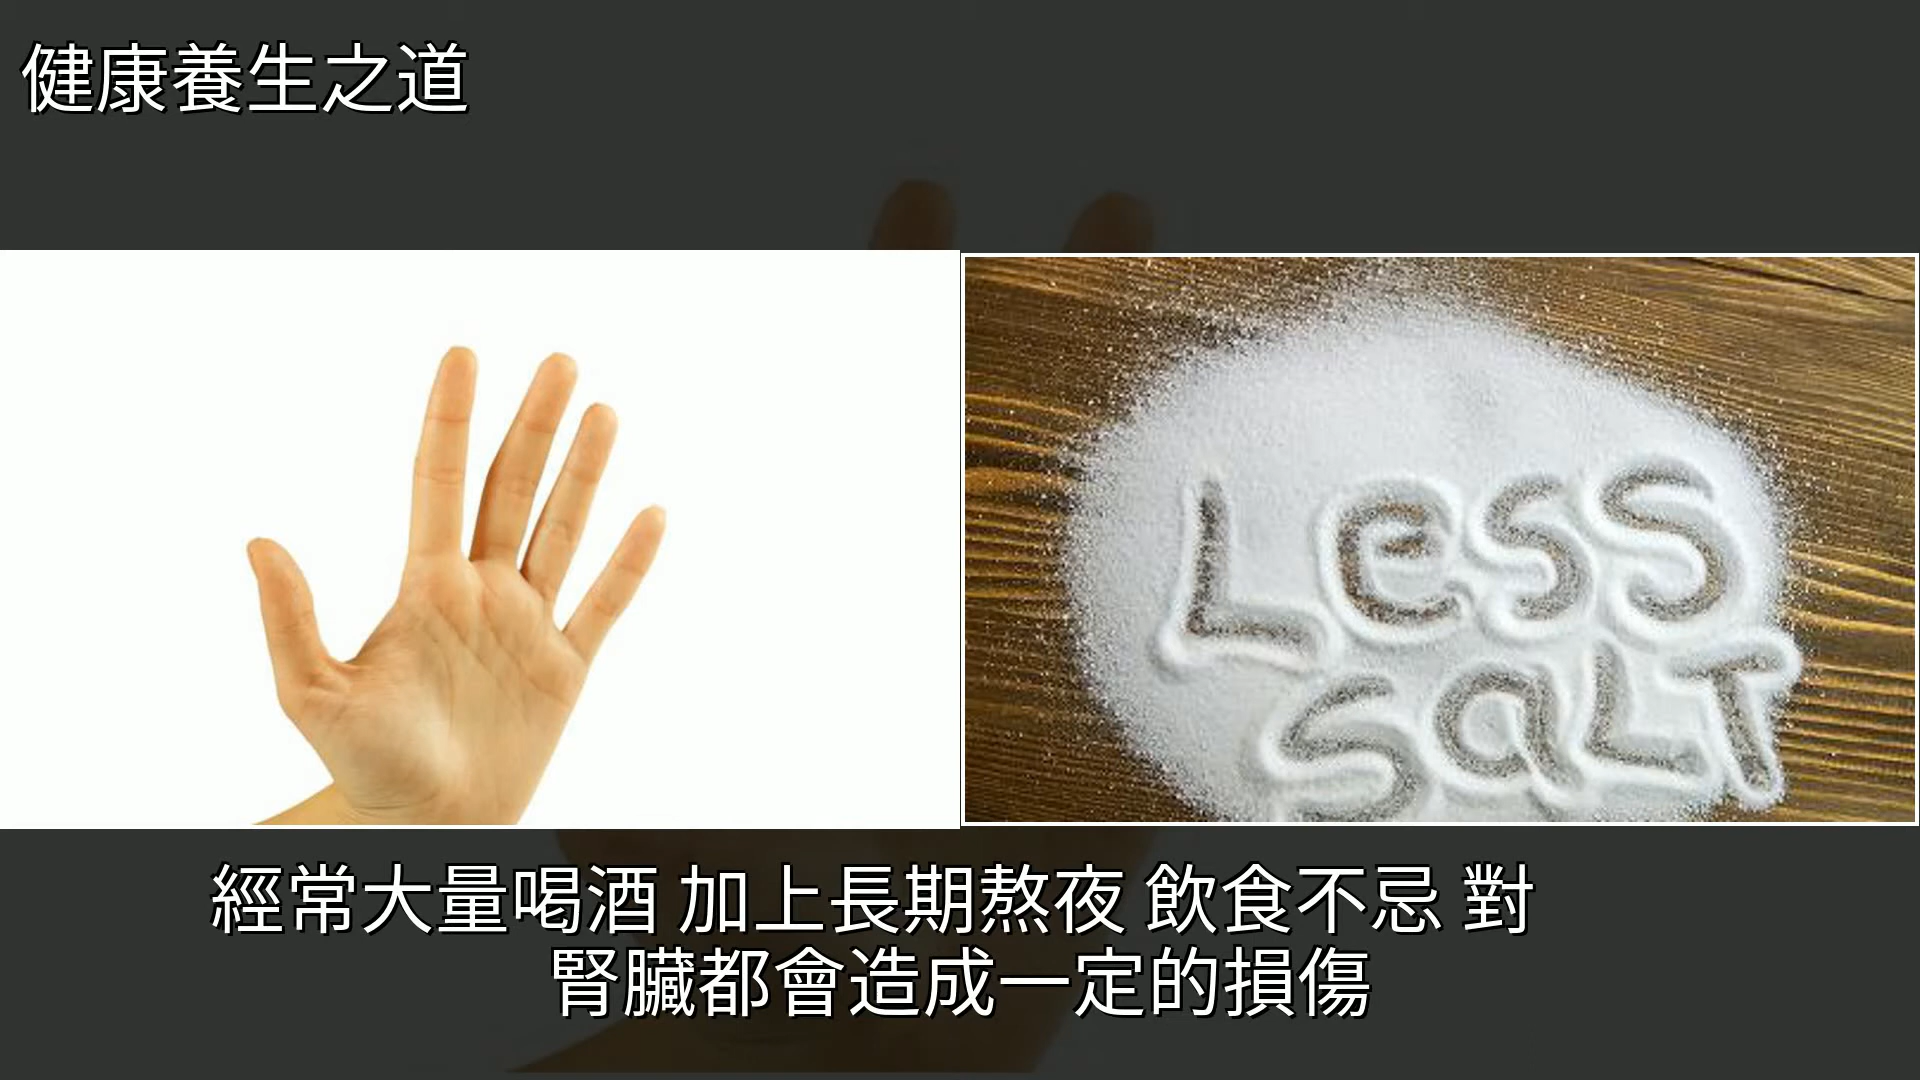 健康養生之道
Less
salt
經常大量喝酒 加上長期熬夜 飲食不忌 對
腎臟都會造成一定的損傷